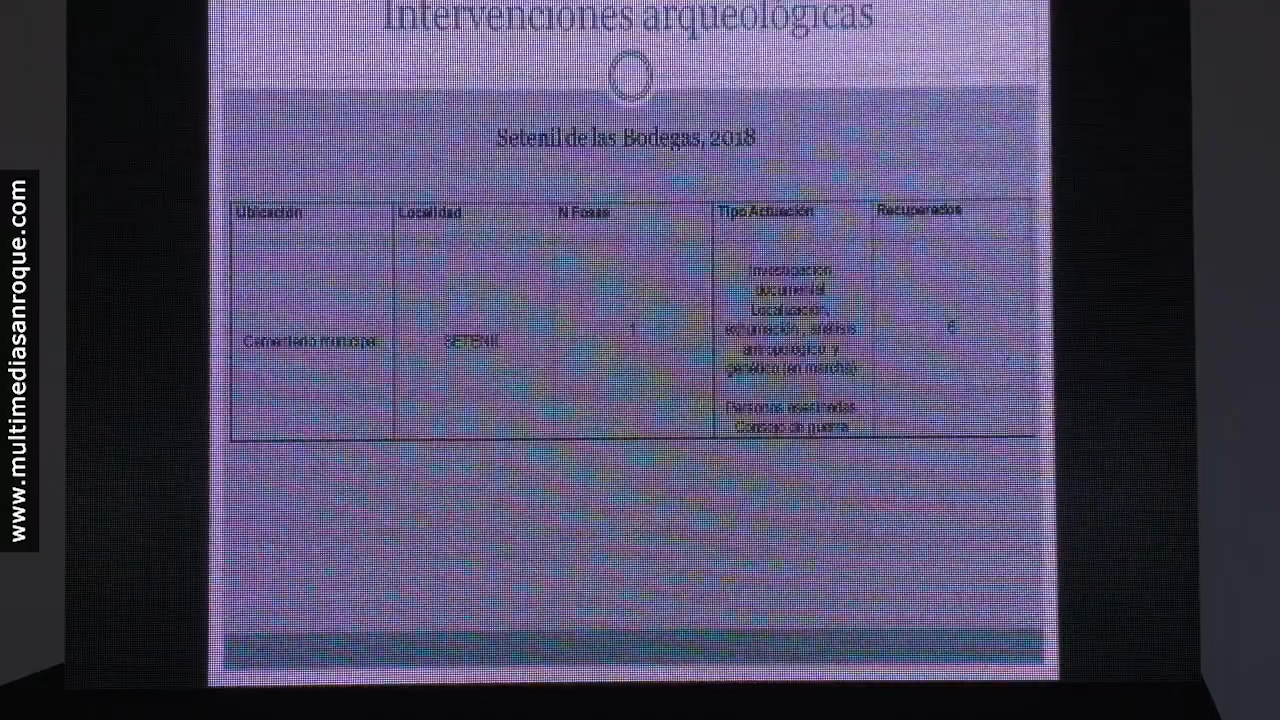 Intervenciones arqueológicas
Setenil de las Bodegas, 2018
Ubicación Localidad N Fosas Tipo Actuación Recuperados
Cementerio municipal SETENIL 1 6
Investigación
documental
Localización,
exhumación, análisis
antropológico y
genético (en marcha)
Personas asesinadas
Consejo de guerra
www.multimediasanroque.com